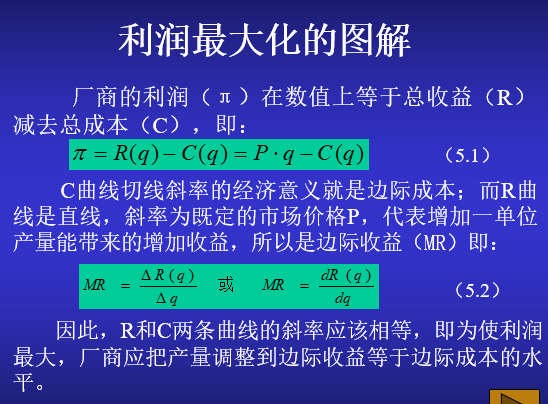 利润最大化的图解
厂商的利润（π）在数值上等于总收益（R）
减去总成本（C），即：
π = R(q) − C(q) = P · q − C(q) （5.1）
C曲线切线斜率的经济意义就是边际成本；而R曲
线是直线，斜率为既定的市场价格P，代表增加一单位
产量能带来的增加收益，所以是边际收益（MR）即：
MR = ΔR(q)/Δq 或 MR = dR(q)/dq （5.2）
因此，R和C两条曲线的斜率应该相等，即为使利润
最大，厂商应把产量调整到边际收益等于边际成本的水
平。